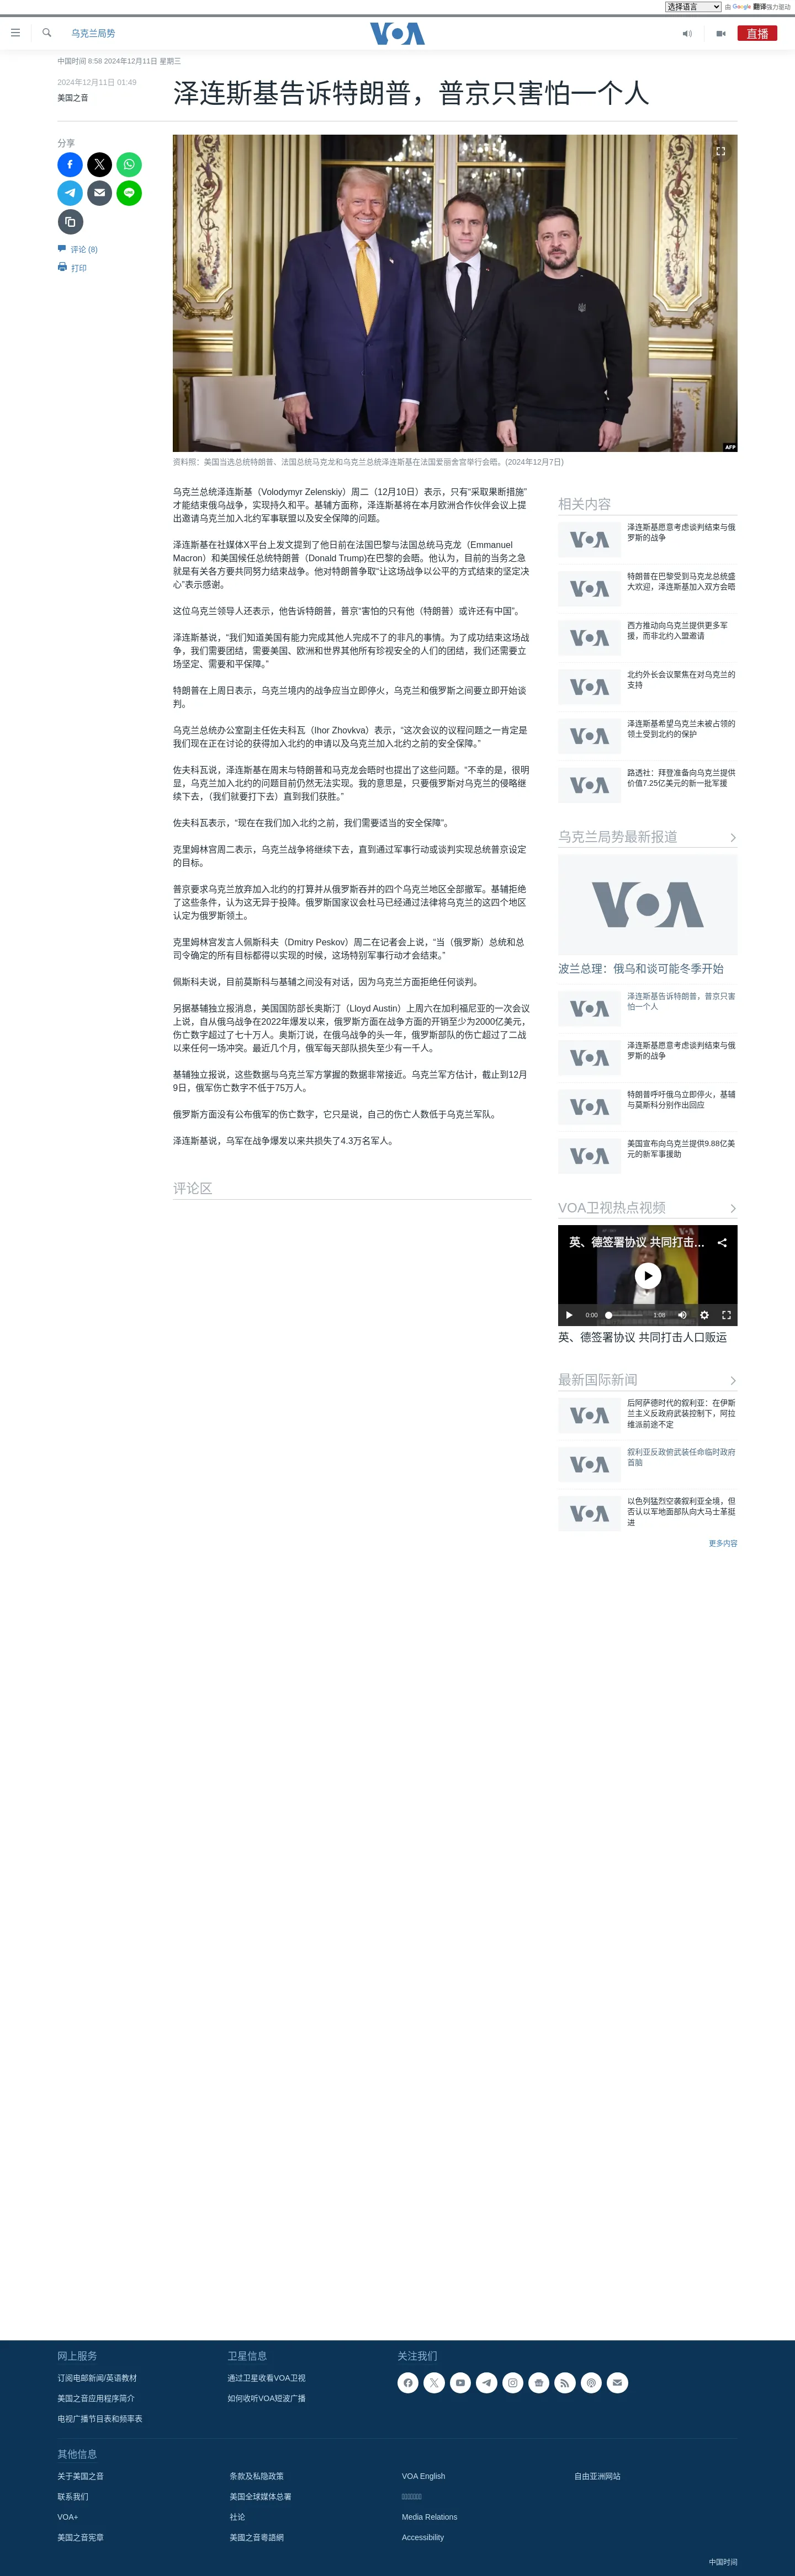 选择语言 由 Google 翻译强力驱动
乌克兰局势
VOA
直播
中国时间 8:58 2024年12月11日 星期三
2024年12月11日 01:49
美国之音
泽连斯基告诉特朗普，普京只害怕一个人
分享
评论 (8)
打印
AFP
资料照：美国当选总统特朗普、法国总统马克龙和乌克兰总统泽连斯基在法国爱丽舍宫举行会晤。(2024年12月7日)
乌克兰总统泽连斯基（Volodymyr Zelenskiy）周二（12月10日）表示，只有“采取果断措施”
才能结束俄乌战争，实现持久和平。基辅方面称，泽连斯基将在本月欧洲合作伙伴会议上提
出邀请乌克兰加入北约军事联盟以及安全保障的问题。
泽连斯基在社媒体X平台上发文提到了他日前在法国巴黎与法国总统马克龙（Emmanuel
Macron）和美国候任总统特朗普（Donald Trump)在巴黎的会晤。他认为，目前的当务之急
就是有关各方要共同努力结束战争。他对特朗普争取“让这场战争以公平的方式结束的坚定决
心”表示感谢。
这位乌克兰领导人还表示，他告诉特朗普，普京“害怕的只有他（特朗普）或许还有中国”。
泽连斯基说，“我们知道美国有能力完成其他人完成不了的非凡的事情。为了成功结束这场战
争，我们需要团结，需要美国、欧洲和世界其他所有珍视安全的人们的团结，我们还需要立
场坚定、需要和平保障。”
特朗普在上周日表示，乌克兰境内的战争应当立即停火，乌克兰和俄罗斯之间要立即开始谈
判。
乌克兰总统办公室副主任佐夫科瓦（Ihor Zhovkva）表示，“这次会议的议程问题之一肯定是
我们现在正在讨论的获得加入北约的申请以及乌克兰加入北约之前的安全保障。”
佐夫科瓦说，泽连斯基在周末与特朗普和马克龙会晤时也提出了这些问题。“不幸的是，很明
显，乌克兰加入北约的问题目前仍然无法实现。我的意思是，只要俄罗斯对乌克兰的侵略继
续下去，（我们就要打下去）直到我们获胜。”
佐夫科瓦表示，“现在在我们加入北约之前，我们需要适当的安全保障”。
克里姆林宫周二表示，乌克兰战争将继续下去，直到通过军事行动或谈判实现总统普京设定
的目标。
普京要求乌克兰放弃加入北约的打算并从俄罗斯吞并的四个乌克兰地区全部撤军。基辅拒绝
了这些条件，认为这无异于投降。俄罗斯国家议会杜马已经通过法律将乌克兰的这四个地区
认定为俄罗斯领土。
克里姆林宫发言人佩斯科夫（Dmitry Peskov）周二在记者会上说，“当（俄罗斯）总统和总
司令确定的所有目标都得以实现的时候，这场特别军事行动才会结束。”
佩斯科夫说，目前莫斯科与基辅之间没有对话，因为乌克兰方面拒绝任何谈判。
另据基辅独立报消息，美国国防部长奥斯汀（Lloyd Austin）上周六在加利福尼亚的一次会议
上说，自从俄乌战争在2022年爆发以来，俄罗斯方面在战争方面的开销至少为2000亿美元，
伤亡数字超过了七十万人。奥斯汀说，在俄乌战争的头一年，俄罗斯部队的伤亡超过了二战
以来任何一场冲突。最近几个月，俄军每天部队损失至少有一千人。
基辅独立报说，这些数据与乌克兰军方掌握的数据非常接近。乌克兰军方估计，截止到12月
9日，俄军伤亡数字不低于75万人。
俄罗斯方面没有公布俄军的伤亡数字，它只是说，自己的伤亡人数低于乌克兰军队。
泽连斯基说，乌军在战争爆发以来共损失了4.3万名军人。
评论区
相关内容
VOA
泽连斯基愿意考虑谈判结束与俄
罗斯的战争
VOA
特朗普在巴黎受到马克龙总统盛
大欢迎，泽连斯基加入双方会晤
VOA
西方推动向乌克兰提供更多军
援，而非北约入盟邀请
VOA
北约外长会议聚焦在对乌克兰的
支持
VOA
泽连斯基希望乌克兰未被占领的
领土受到北约的保护
VOA
路透社：拜登准备向乌克兰提供
价值7.25亿美元的新一批军援
乌克兰局势最新报道
VOA
波兰总理：俄乌和谈可能冬季开始
VOA
泽连斯基告诉特朗普，普京只害
怕一个人
VOA
泽连斯基愿意考虑谈判结束与俄
罗斯的战争
VOA
特朗普呼吁俄乌立即停火，基辅
与莫斯科分别作出回应
VOA
美国宣布向乌克兰提供9.88亿美
元的新军事援助
VOA卫视热点视频
英、德签署协议 共同打击...
VOA
0:00
1:08
英、德签署协议 共同打击人口贩运
最新国际新闻
VOA
后阿萨德时代的叙利亚：在伊斯
兰主义反政府武装控制下，阿拉
维派前途不定
VOA
叙利亚反政俯武装任命临时政府
首脑
VOA
以色列猛烈空袭叙利亚全境，但
否认以军地面部队向大马士革挺
进
更多内容
网上服务
订阅电邮新闻/英语教材
美国之音应用程序简介
电视广播节目表和频率表
卫星信息
通过卫星收看VOA卫视
如何收听VOA短波广播
关注我们
其他信息
关于美国之音
联系我们
VOA+
美国之音宪章
条款及私隐政策
美国全球媒体总署
社论
美國之音粵語網
VOA English
Media Relations
Accessibility
自由亚洲网站
中国时间